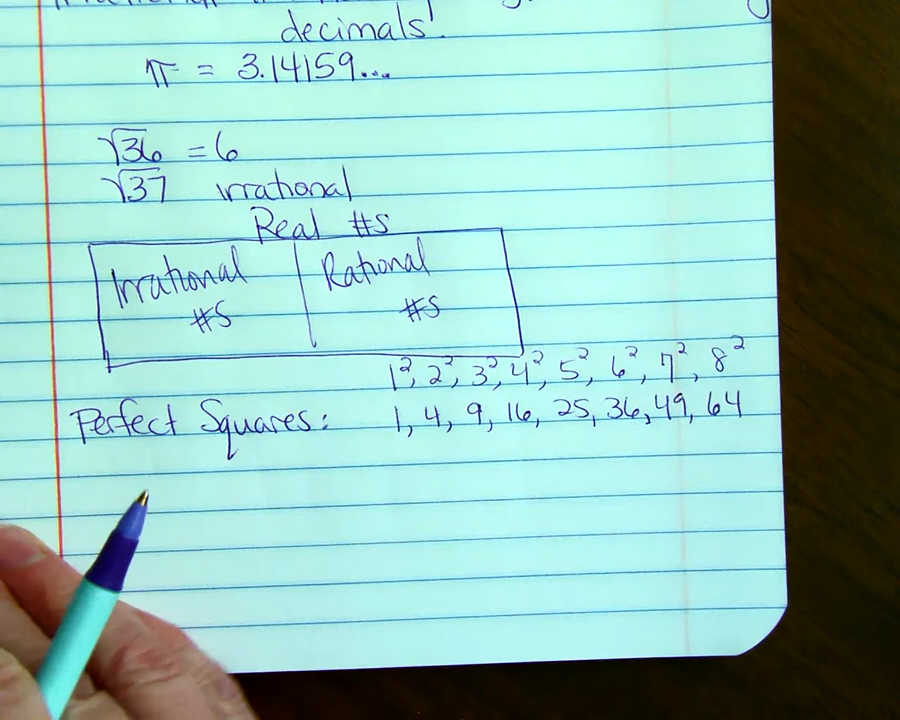 decimals!
π = 3.14159...
√36 = 6
√37 irrational
Real #s
Irrational Rational
#s #s
1², 2², 3², 4², 5², 6², 7², 8²
Perfect Squares: 1, 4, 9, 16, 25, 36, 49, 64